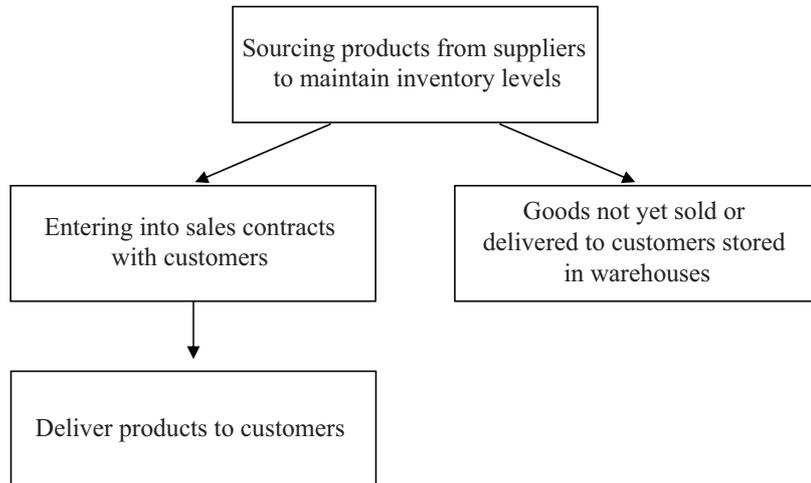 Sourcing products from suppliers
to maintain inventory levels
Entering into sales contracts
with customers
Goods not yet sold or
delivered to customers stored
in warehouses
Deliver products to customers